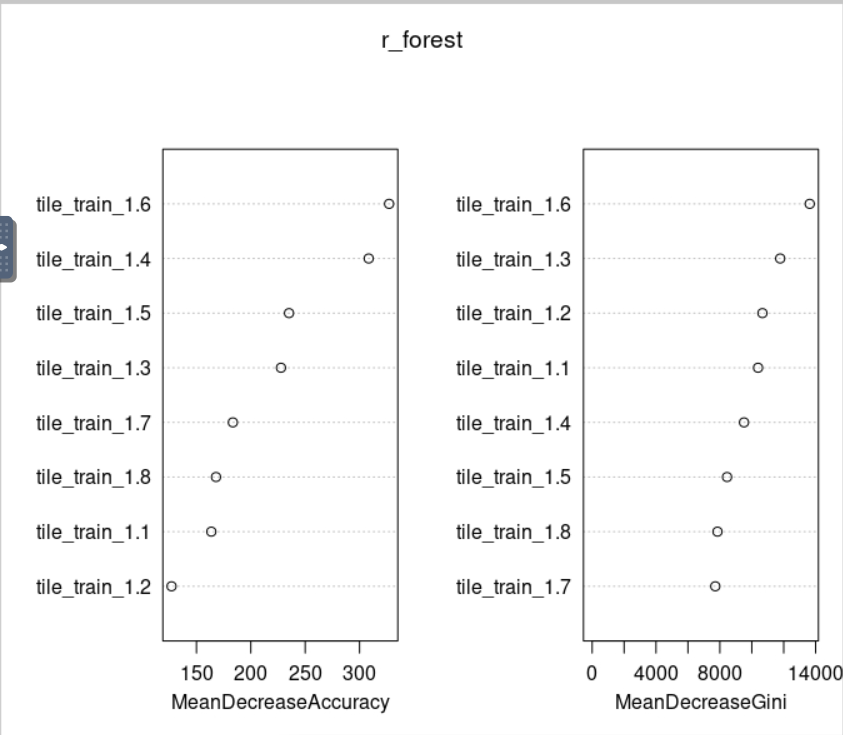 r_forest
tile_train_1.6
tile_train_1.4
tile_train_1.5
tile_train_1.3
tile_train_1.7
tile_train_1.8
tile_train_1.1
tile_train_1.2
150 200 250 300
MeanDecreaseAccuracy
tile_train_1.6
tile_train_1.3
tile_train_1.2
tile_train_1.1
tile_train_1.4
tile_train_1.5
tile_train_1.8
tile_train_1.7
0 4000 8000 14000
MeanDecreaseGini